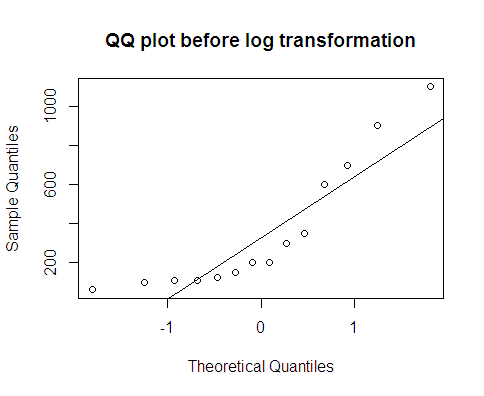 QQ plot before log transformation
Sample Quantiles
1000
600
200
-1 0 1
Theoretical Quantiles